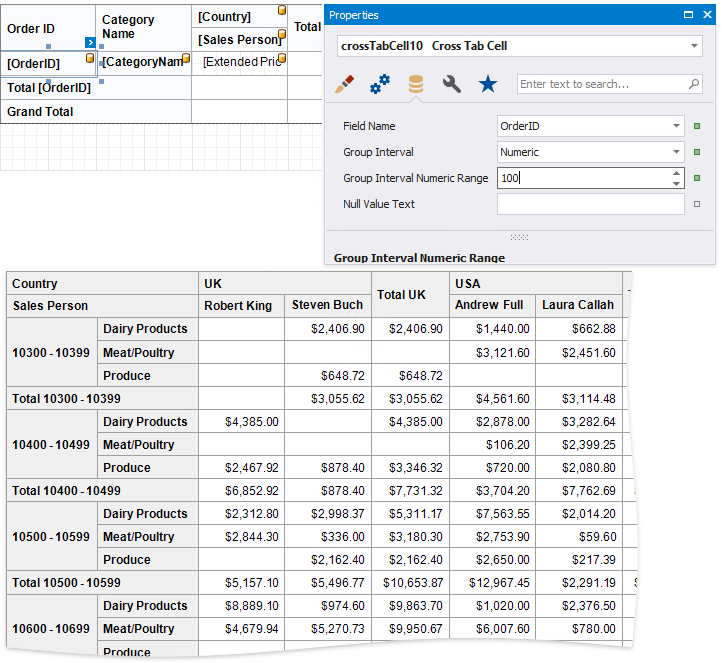 Order ID
Category
Name
[Country]
[Sales Person]
Total
[OrderID]
[CategoryNam
[Extended Pric
Total [OrderID]
Grand Total
Properties
crossTabCell10 Cross Tab Cell
Enter text to search...
Field Name OrderID
Group Interval Numeric
Group Interval Numeric Range 100
Null Value Text
Group Interval Numeric Range
Country UK Total UK USA
Sales Person Robert King Steven Buch Andrew Full Laura Callah
10300 - 10399
Dairy Products $2,406.90 $2,406.90 $1,440.00 $662.88
Meat/Poultry $3,121.60 $2,451.60
Produce $648.72 $648.72
Total 10300 - 10399 $3,055.62 $3,055.62 $4,561.60 $3,114.48
10400 - 10499
Dairy Products $4,385.00 $4,385.00 $2,878.00 $3,282.64
Meat/Poultry $106.20 $2,399.25
Produce $2,467.92 $878.40 $3,346.32 $720.00 $2,080.80
Total 10400 - 10499 $6,852.92 $878.40 $7,731.32 $3,704.20 $7,762.69
10500 - 10599
Dairy Products $2,312.80 $2,998.37 $5,311.17 $7,563.55 $2,014.20
Meat/Poultry $2,844.30 $336.00 $3,180.30 $2,753.90 $59.60
Produce $2,162.40 $2,162.40 $2,650.00 $217.39
Total 10500 - 10599 $5,157.10 $5,496.77 $10,653.87 $12,967.45 $2,291.19
10600 - 10699
Dairy Products $8,889.10 $974.60 $9,863.70 $1,020.00 $2,376.50
Meat/Poultry $4,679.94 $5,270.73 $9,950.67 $6,007.60 $780.00
Produce